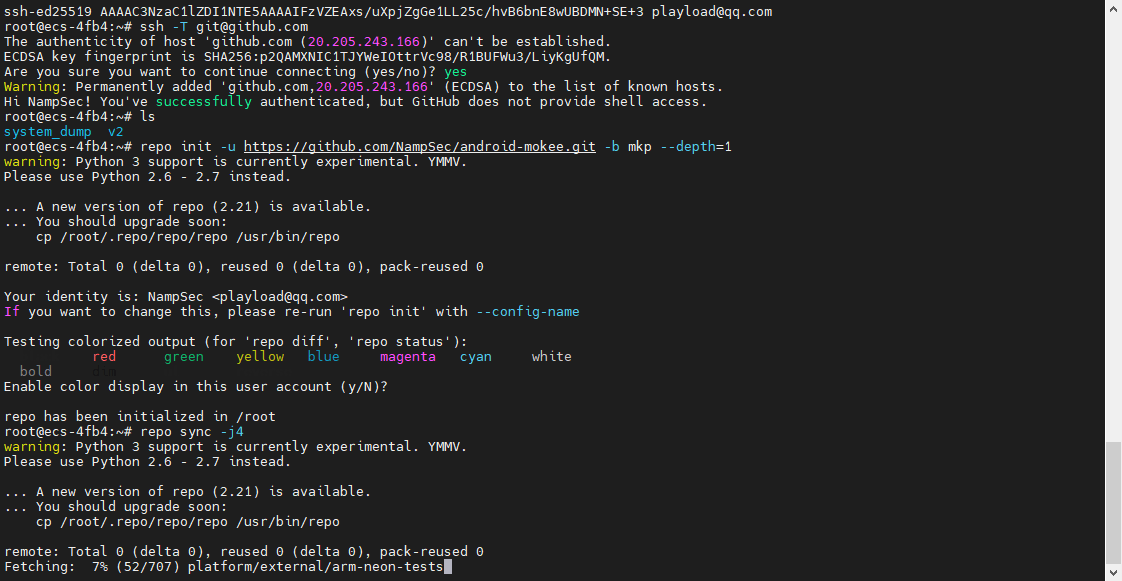 ssh-ed25519 AAAAC3NzaC1lZDI1NTE5AAAAIFzVZEAxs/uXpjZgGe1LL25c/hvB6bnE8wUBDMN+SE+3 playload@qq.com
root@ecs-4fb4:~# ssh -T git@github.com
The authenticity of host 'github.com (20.205.243.166)' can't be established.
ECDSA key fingerprint is SHA256:p2QAMXNIC1TJYWeIOttrVc98/R1BUFWu3/LiyKgUfQM.
Are you sure you want to continue connecting (yes/no)? yes
Warning: Permanently added 'github.com,20.205.243.166' (ECDSA) to the list of known hosts.
Hi NampSec! You've successfully authenticated, but GitHub does not provide shell access.
root@ecs-4fb4:~# ls
system_dump  v2
root@ecs-4fb4:~# repo init -u https://github.com/NampSec/android-mokee.git -b mkp --depth=1
warning: Python 3 support is currently experimental. YMMV.
Please use Python 2.6 - 2.7 instead.
... A new version of repo (2.21) is available.
... You should upgrade soon:
    cp /root/.repo/repo/repo /usr/bin/repo
remote: Total 0 (delta 0), reused 0 (delta 0), pack-reused 0
Your identity is: NampSec <playload@qq.com>
If you want to change this, please re-run 'repo init' with --config-name
Testing colorized output (for 'repo diff', 'repo status'):
red green yellow blue magenta cyan white
bold dim
Enable color display in this user account (y/N)?
repo has been initialized in /root
root@ecs-4fb4:~# repo sync -j4
warning: Python 3 support is currently experimental. YMMV.
Please use Python 2.6 - 2.7 instead.
... A new version of repo (2.21) is available.
... You should upgrade soon:
    cp /root/.repo/repo/repo /usr/bin/repo
remote: Total 0 (delta 0), reused 0 (delta 0), pack-reused 0
Fetching:  7% (52/707) platform/external/arm-neon-tests